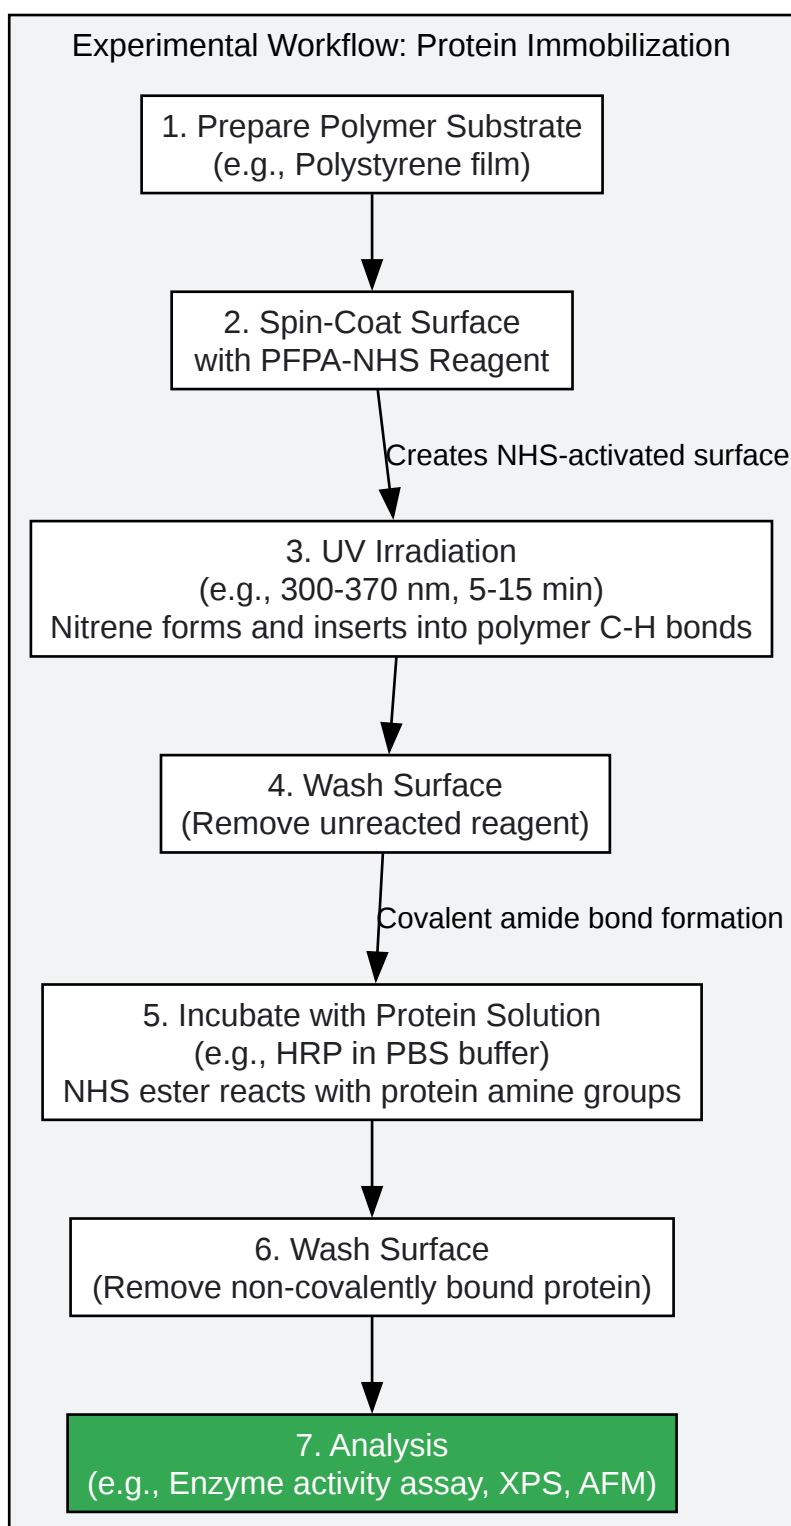 Experimental Workflow: Protein Immobilization
1. Prepare Polymer Substrate
(e.g., Polystyrene film)
2. Spin-Coat Surface
with PFPA-NHS Reagent
Creates NHS-activated surface
3. UV Irradiation
(e.g., 300-370 nm, 5-15 min)
Nitrene forms and inserts into polymer C-H bonds
4. Wash Surface
(Remove unreacted reagent)
Covalent amide bond formation
5. Incubate with Protein Solution
(e.g., HRP in PBS buffer)
NHS ester reacts with protein amine groups
6. Wash Surface
(Remove non-covalently bound protein)
7. Analysis
(e.g., Enzyme activity assay, XPS, AFM)